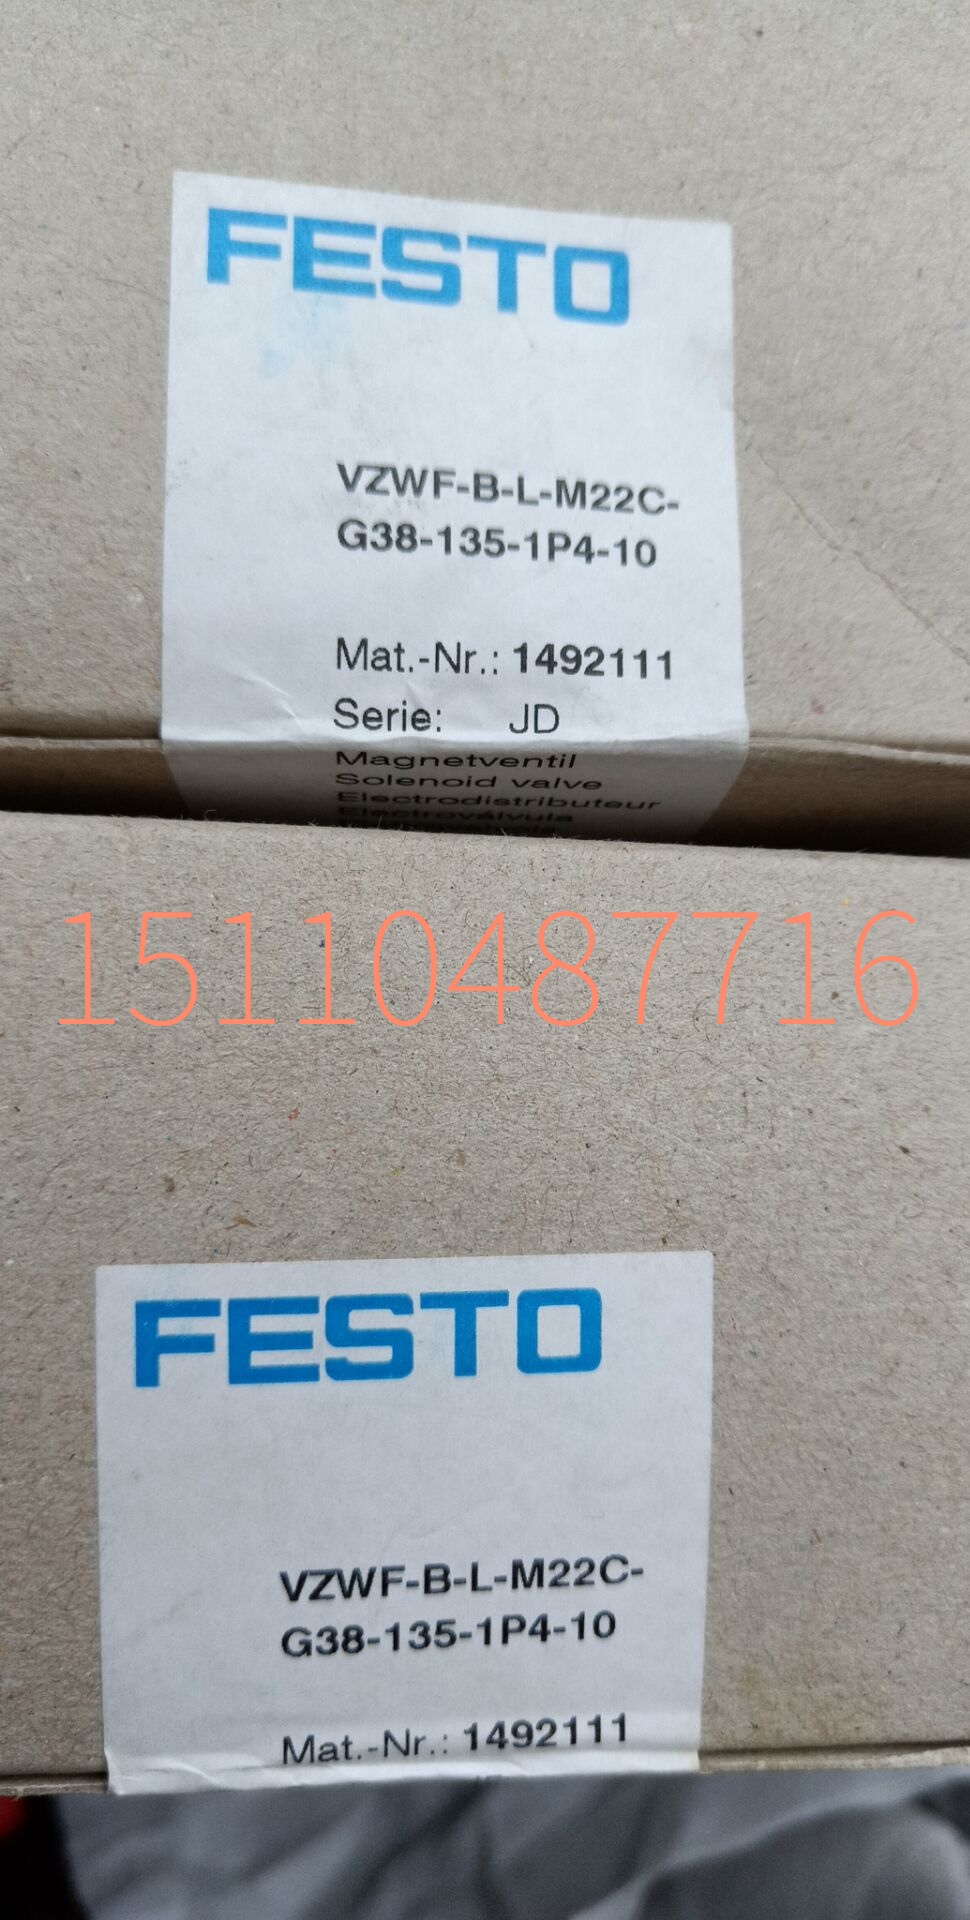 FESTO
VZWF-B-L-M22C-
G38-135-1P4-10
Mat.-Nr.: 1492111
Serie: JD
Magnetventil
Solenoid valve
Electrodistributeur
Electroválvula
15110487716
FESTO
VZWF-B-L-M22C-
G38-135-1P4-10
Mat.-Nr.: 1492111